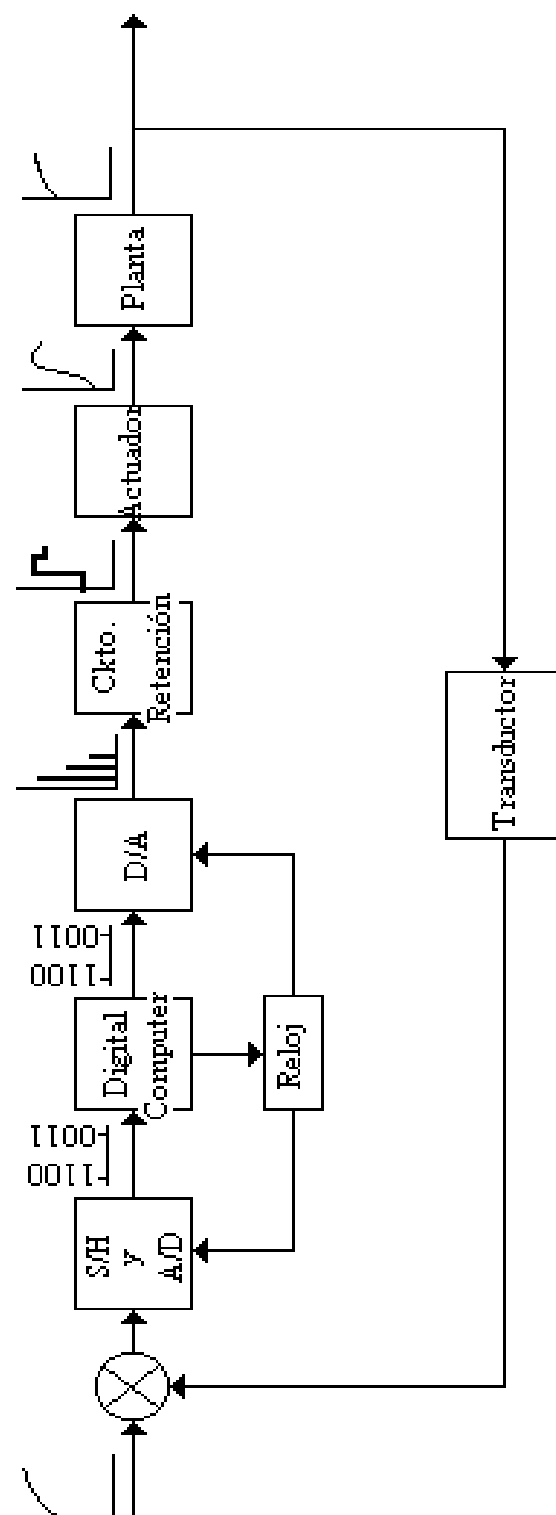 S/H
y
A/D
0011
1100
Digital
Computer
0011
1100
Reloj
D/A
Ckto.
Retención
Actuador
Planta
Transductor